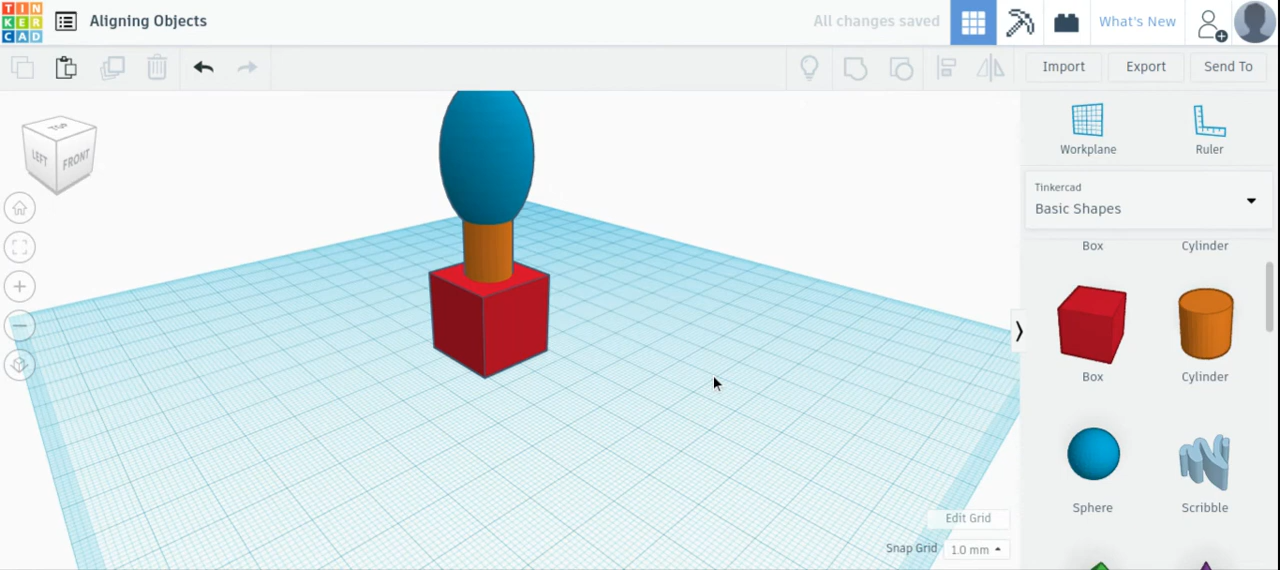 TIN
KER
CAD
Aligning Objects
All changes saved
What's New
Import
Export
Send To
TOP
LEFT
FRONT
Workplane
Ruler
Tinkercad
Basic Shapes
Box
Cylinder
Box
Cylinder
Sphere
Scribble
Edit Grid
Snap Grid
1.0 mm